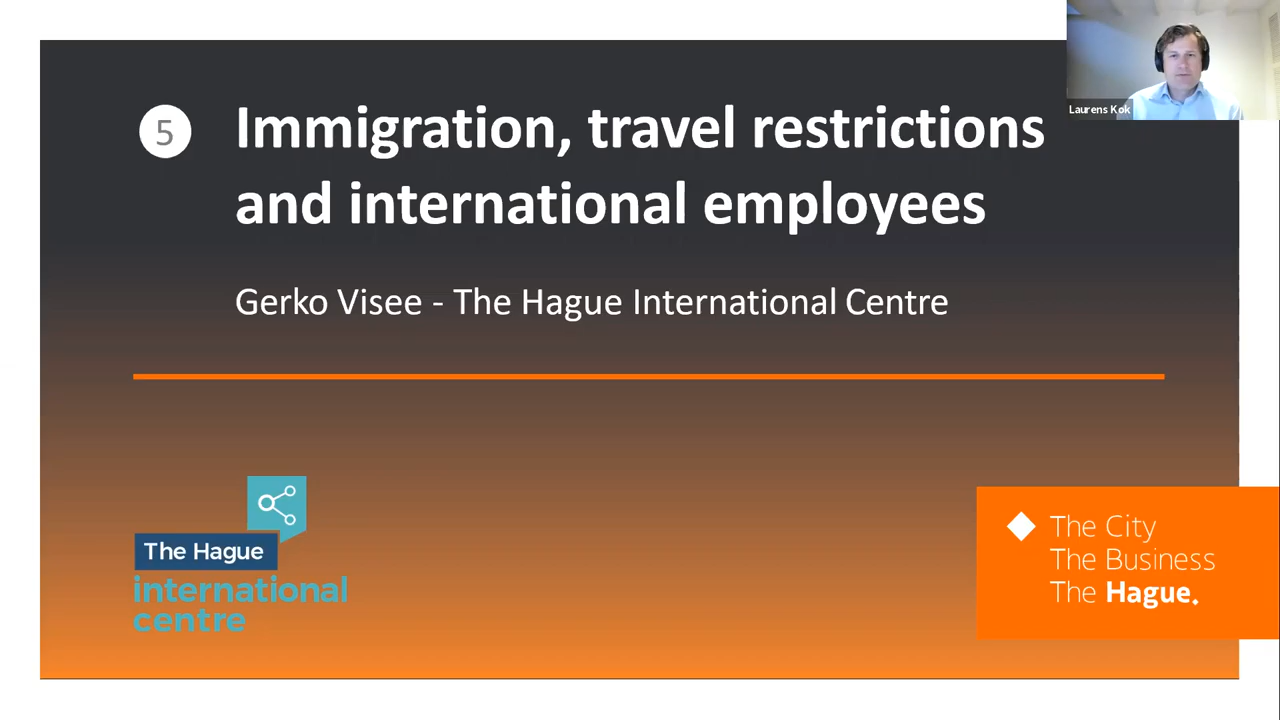 5
Immigration, travel restrictions
and international employees
Gerko Visee - The Hague International Centre
Laurens Kok
The Hague
international
centre
The City
The Business
The Hague.